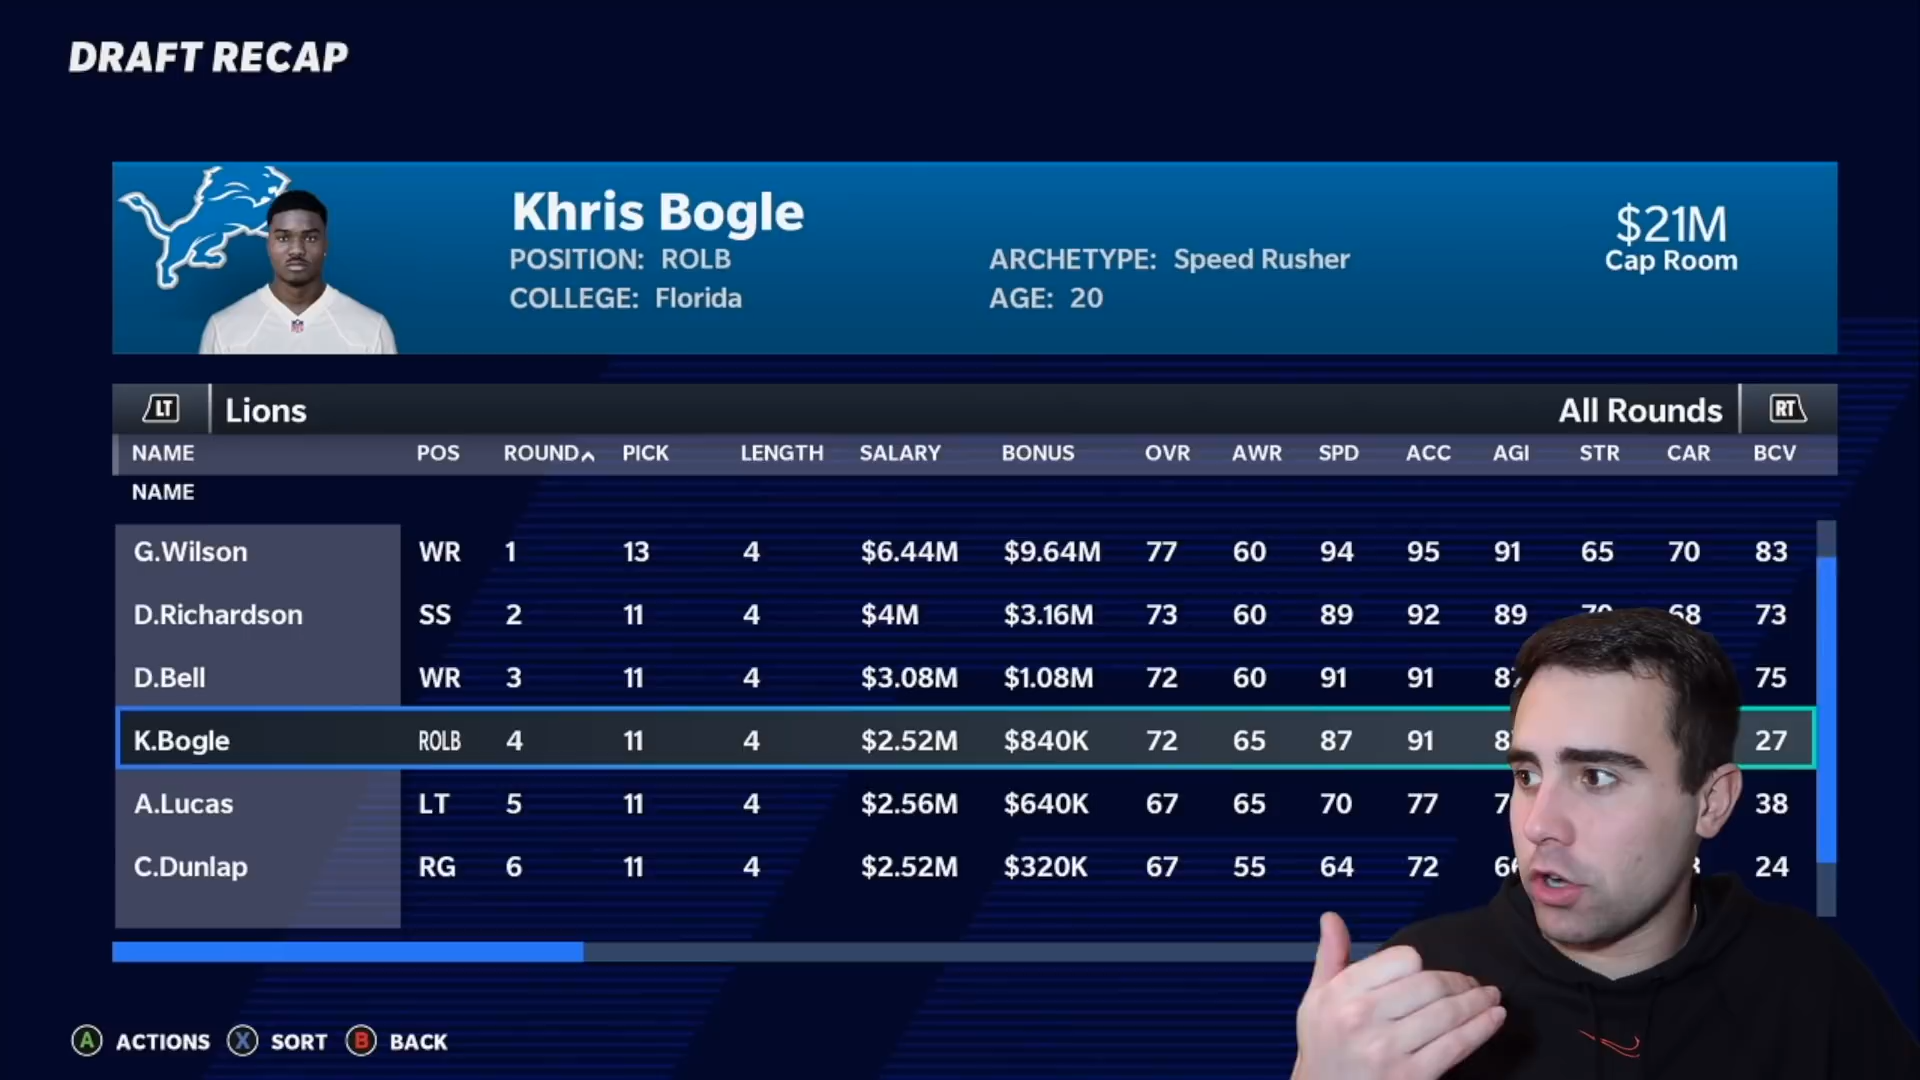 DRAFT RECAP
Khris Bogle
POSITION: ROLB
COLLEGE: Florida
ARCHETYPE: Speed Rusher
AGE: 20
$21M
Cap Room
LT Lions All Rounds RT
NAME POS ROUND PICK LENGTH SALARY BONUS OVR AWR SPD ACC AGI STR CAR BCV
NAME
G.Wilson WR 1 13 4 $6.44M $9.64M 77 60 94 95 91 65 70 83
D.Richardson SS 2 11 4 $4M $3.16M 73 60 89 92 89 68 73
D.Bell WR 3 11 4 $3.08M $1.08M 72 60 91 91 75
K.Bogle ROLB 4 11 4 $2.52M $840K 72 65 87 91 27
A.Lucas LT 5 11 4 $2.56M $640K 67 65 70 77 38
C.Dunlap RG 6 11 4 $2.52M $320K 67 55 64 72 24
A ACTIONS X SORT B BACK